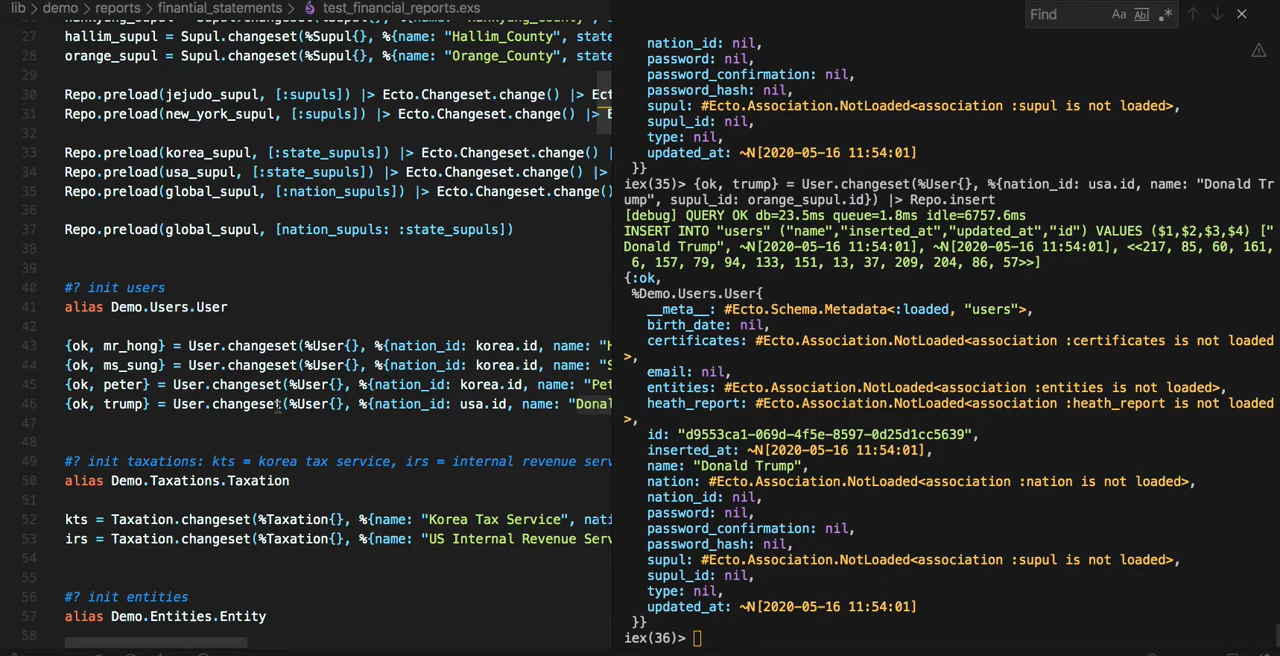 lib > demo > reports > finantial_statements > test_financial_reports.exs
27 hallim_supul = Supul.changeset(%Supul{}, %{name: "Hallim_County", state
28 orange_supul = Supul.changeset(%Supul{}, %{name: "Orange_County", state
29
30 Repo.preload(jejudo_supul, [:supuls]) |> Ecto.Changeset.change() |> Ect
31 Repo.preload(new_york_supul, [:supuls]) |> Ecto.Changeset.change() |> E
32
33 Repo.preload(korea_supul, [:state_supuls]) |> Ecto.Changeset.change() |
34 Repo.preload(usa_supul, [:state_supuls]) |> Ecto.Changeset.change() |>
35 Repo.preload(global_supul, [:nation_supuls]) |> Ecto.Changeset.change()
36
37 Repo.preload(global_supul, [nation_supuls: :state_supuls])
38
39
40 #? init users
41 alias Demo.Users.User
42
43 {ok, mr_hong} = User.changeset(%User{}, %{nation_id: korea.id, name: "H
44 {ok, ms_sung} = User.changeset(%User{}, %{nation_id: korea.id, name: "S
45 {ok, peter} = User.changeset(%User{}, %{nation_id: korea.id, name: "Pet
46 {ok, trump} = User.changeset(%User{}, %{nation_id: usa.id, name: "Donal
47
48
49 #? init taxations: kts = korea tax service, irs = internal revenue serv
50 alias Demo.Taxations.Taxation
51
52 kts = Taxation.changeset(%Taxation{}, %{name: "Korea Tax Service", nati
53 irs = Taxation.changeset(%Taxation{}, %{name: "US Internal Revenue Serv
54
55
56 #? init entities
57 alias Demo.Entities.Entity
58
Find Aa Ab .*
nation_id: nil,
password: nil,
password_confirmation: nil,
password_hash: nil,
supul: #Ecto.Association.NotLoaded<association :supul is not loaded>,
supul_id: nil,
type: nil,
updated_at: ~N[2020-05-16 11:54:01]
}}
iex(35)> {ok, trump} = User.changeset(%User{}, %{nation_id: usa.id, name: "Donald Tr
ump", supul_id: orange_supul.id}) |> Repo.insert
[debug] QUERY OK db=23.5ms queue=1.8ms idle=6757.6ms
INSERT INTO "users" ("name","inserted_at","updated_at","id") VALUES ($1,$2,$3,$4) ["
Donald Trump", ~N[2020-05-16 11:54:01], ~N[2020-05-16 11:54:01], <<217, 85, 60, 161,
6, 157, 79, 94, 133, 151, 13, 37, 209, 204, 86, 57>>]
{:ok,
%Demo.Users.User{
__meta__: #Ecto.Schema.Metadata<:loaded, "users">,
birth_date: nil,
certificates: #Ecto.Association.NotLoaded<association :certificates is not loaded
>,
email: nil,
entities: #Ecto.Association.NotLoaded<association :entities is not loaded>,
heath_report: #Ecto.Association.NotLoaded<association :heath_report is not loaded
>,
id: "d9553ca1-069d-4f5e-8597-0d25d1cc5639",
inserted_at: ~N[2020-05-16 11:54:01],
name: "Donald Trump",
nation: #Ecto.Association.NotLoaded<association :nation is not loaded>,
nation_id: nil,
password: nil,
password_confirmation: nil,
password_hash: nil,
supul: #Ecto.Association.NotLoaded<association :supul is not loaded>,
supul_id: nil,
type: nil,
updated_at: ~N[2020-05-16 11:54:01]
}}
iex(36)>